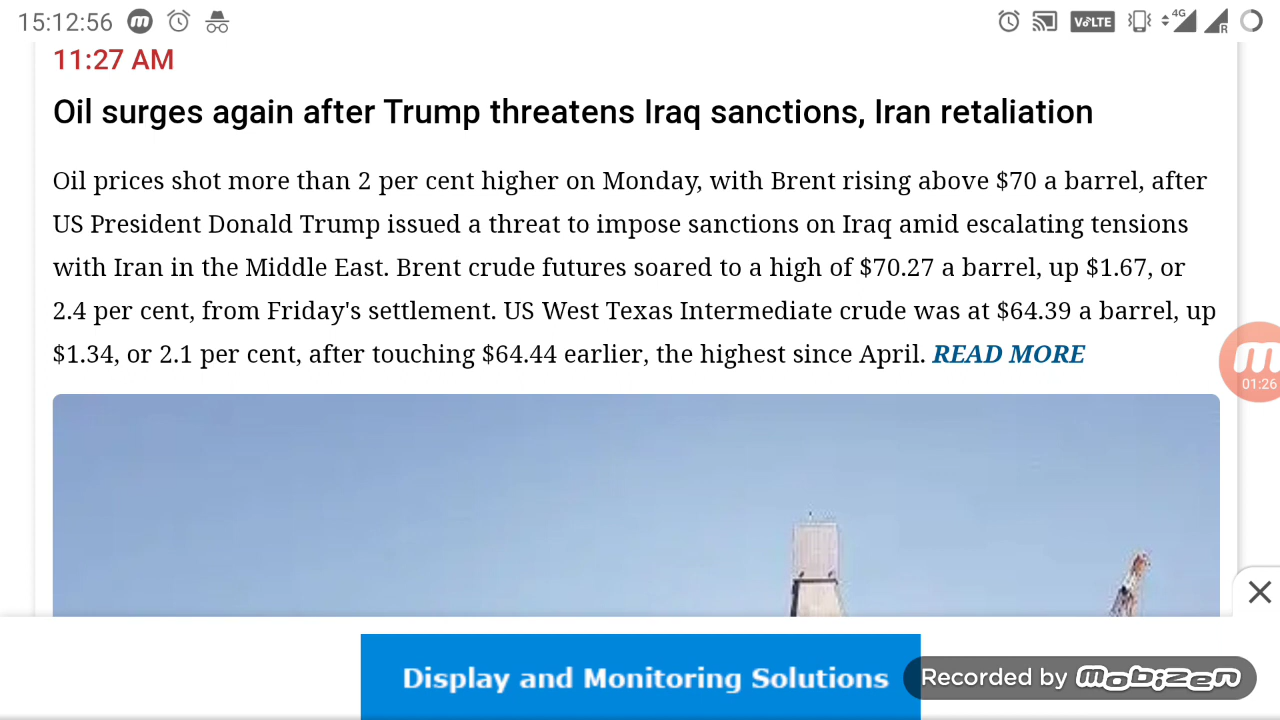 15:12:56
VoLTE
4G
R
11:27 AM
Oil surges again after Trump threatens Iraq sanctions, Iran retaliation
Oil prices shot more than 2 per cent higher on Monday, with Brent rising above $70 a barrel, after
US President Donald Trump issued a threat to impose sanctions on Iraq amid escalating tensions
with Iran in the Middle East. Brent crude futures soared to a high of $70.27 a barrel, up $1.67, or
2.4 per cent, from Friday's settlement. US West Texas Intermediate crude was at $64.39 a barrel, up
$1.34, or 2.1 per cent, after touching $64.44 earlier, the highest since April. READ MORE
01:26
Display and Monitoring Solutions
Recorded by mobizen